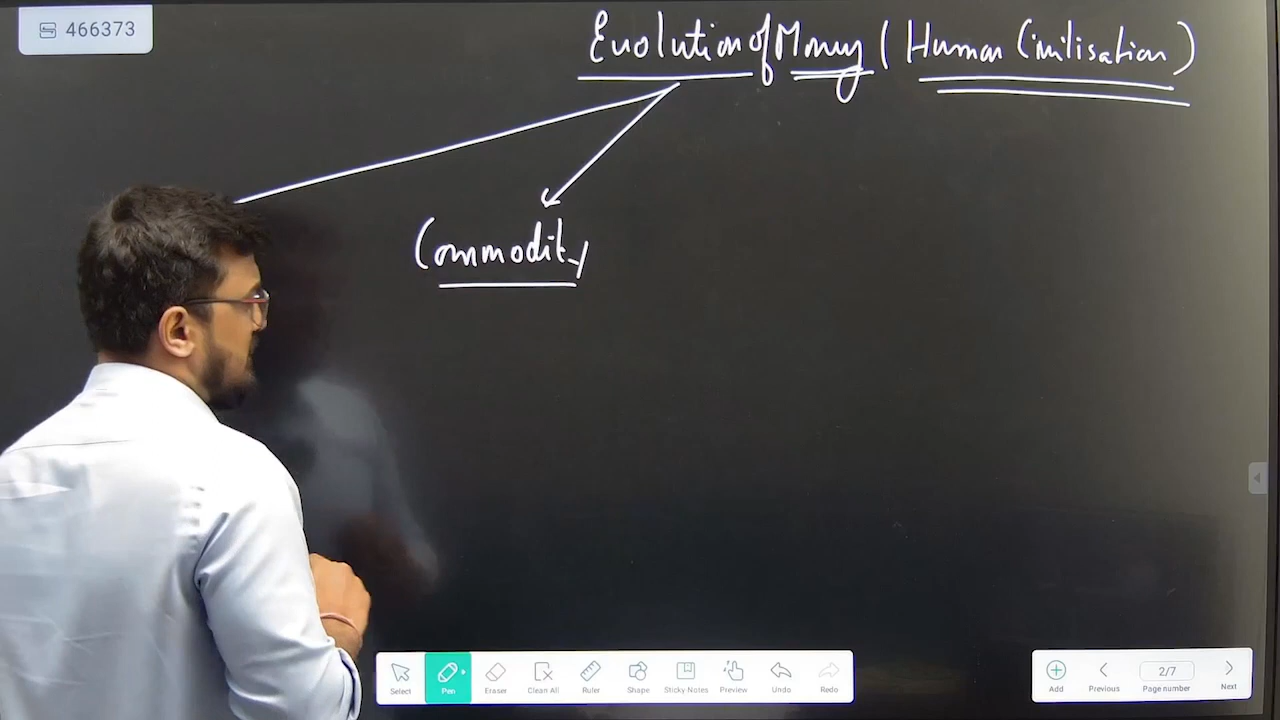 466373
Evolution of Money (Human Civilisation)
Commodity
Select Pen Eraser Clean All Ruler Shape Sticky Notes Preview Undo Redo
Add Previous 2/7 Page number Next